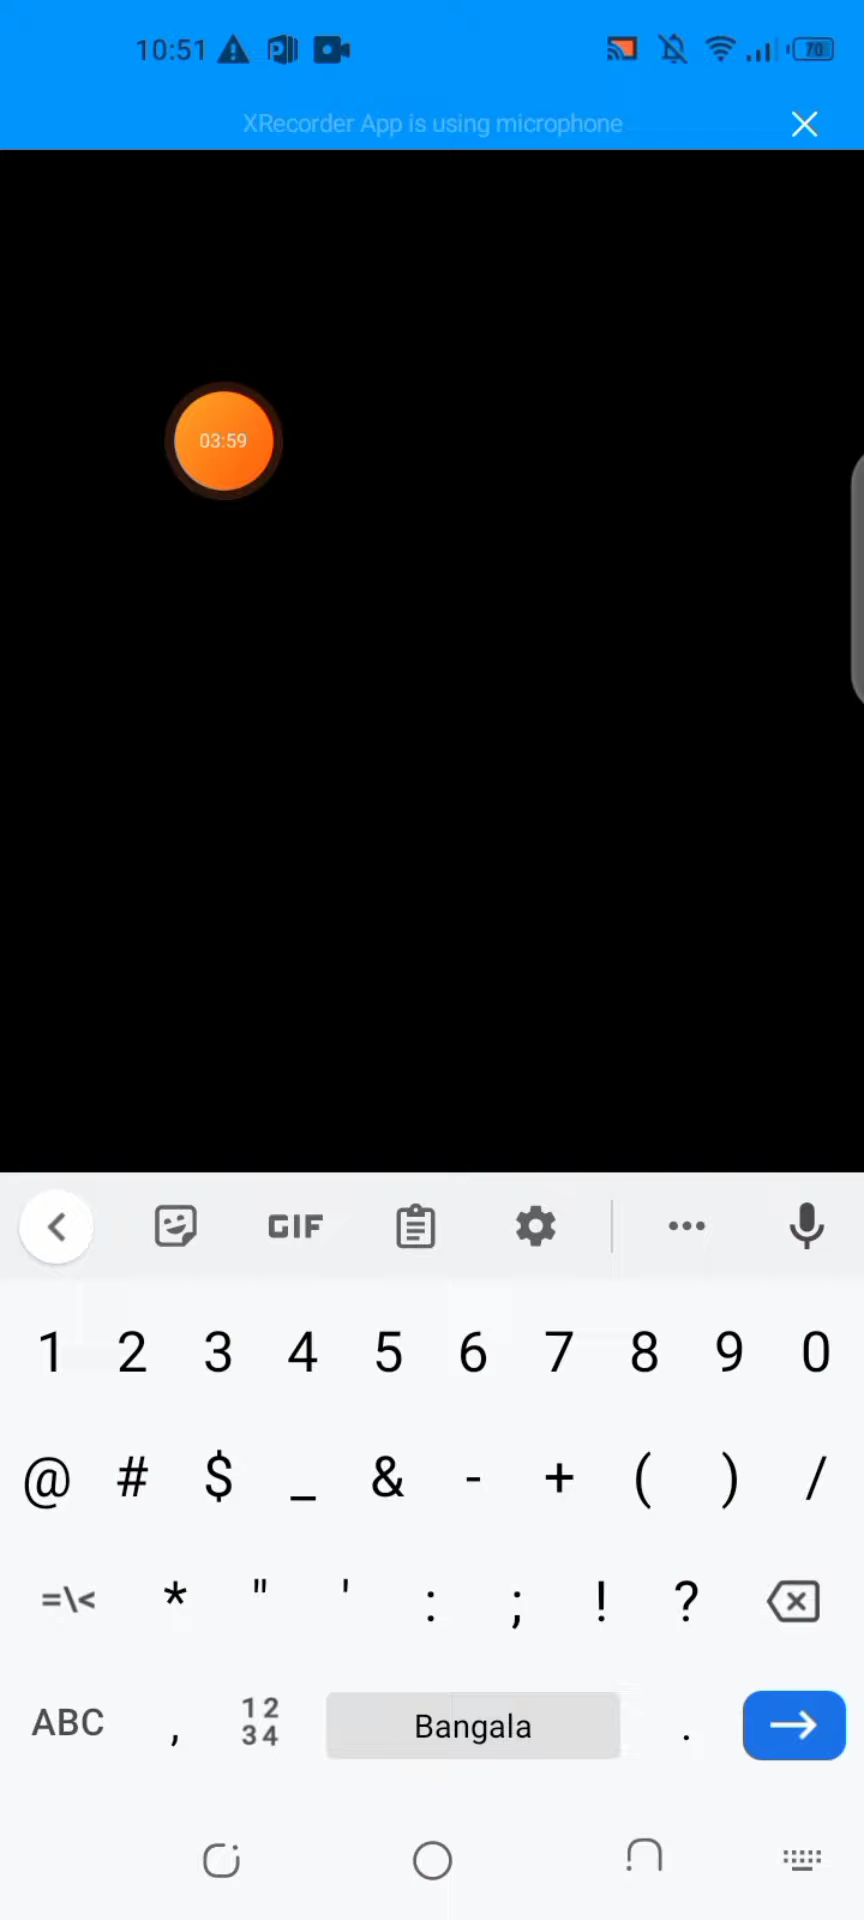 10:51
70
XRecorder App is using microphone
03:59
GIF
1 2 3 4 5 6 7 8 9 0
@ # $ _ & - + ( ) /
=\< * " ' : ; ! ?
ABC , 12 34 Bangala .